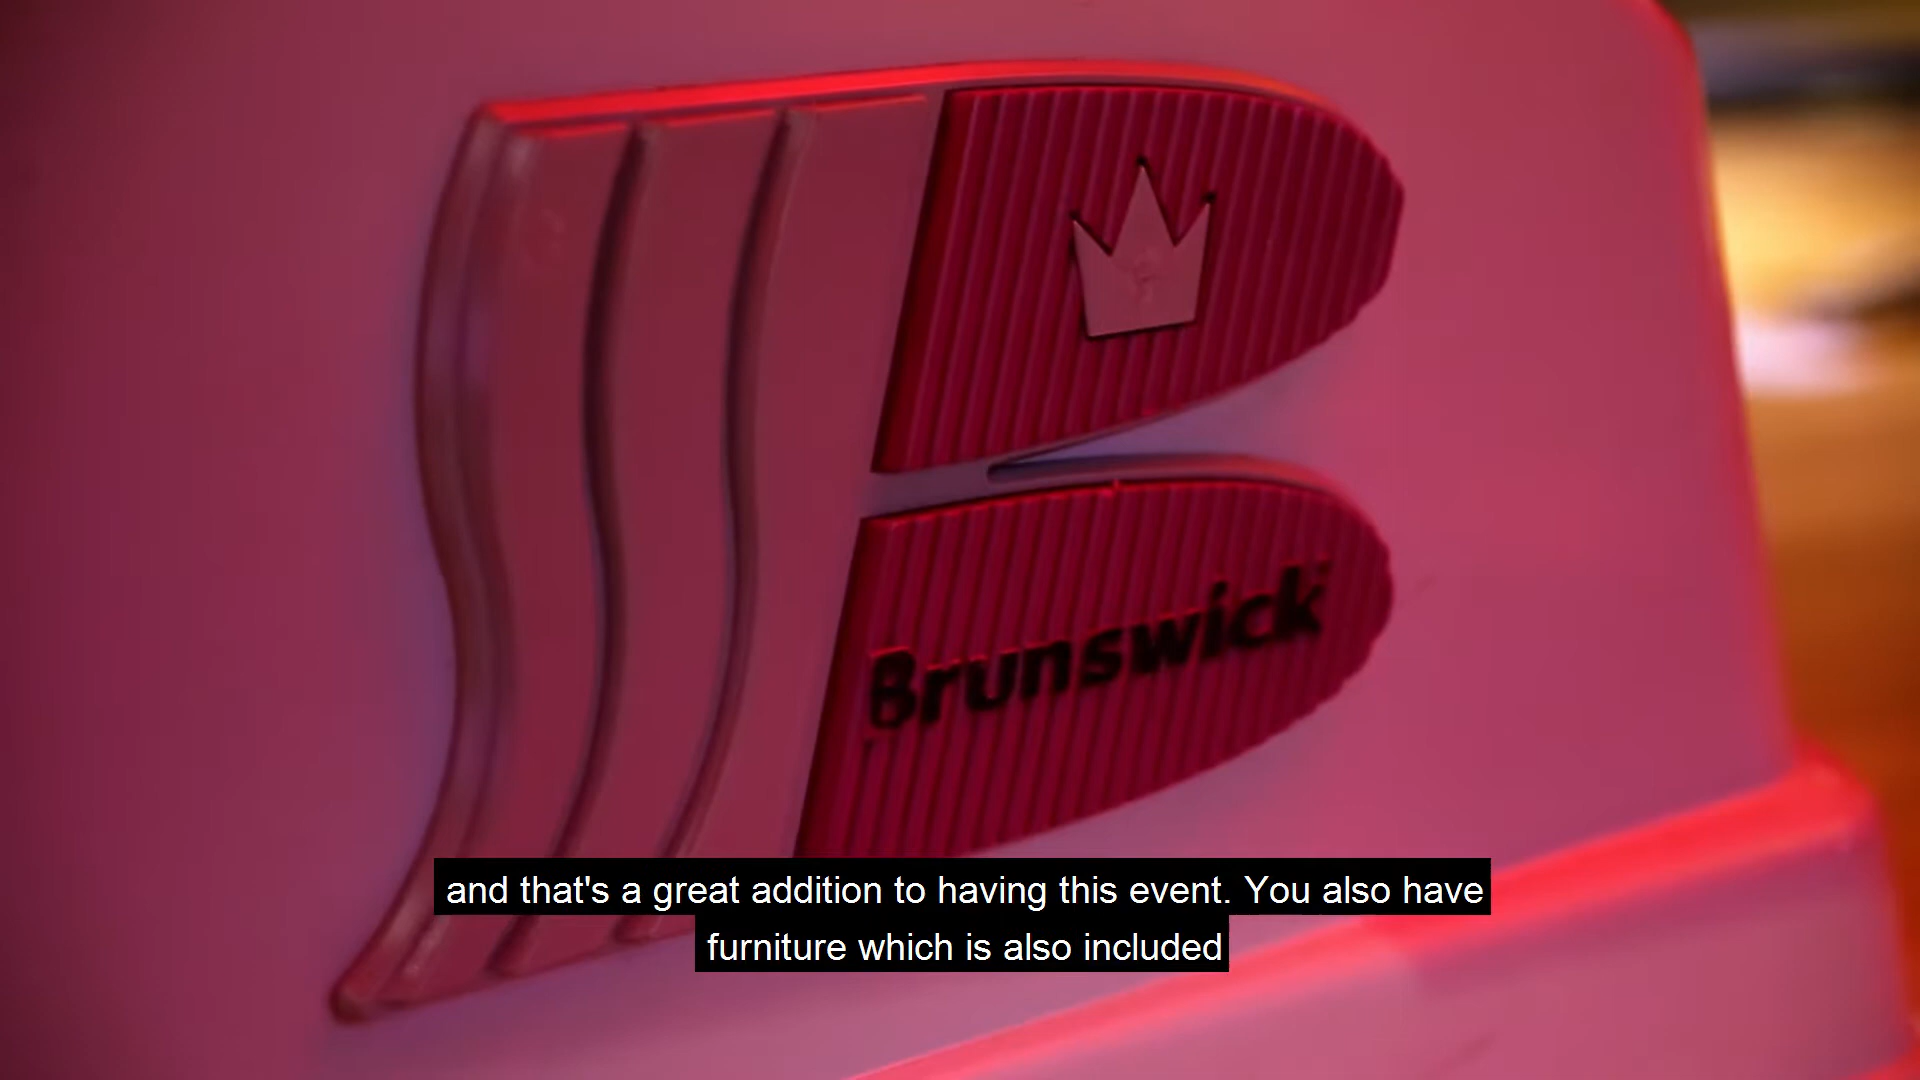 Brunswick
and that's a great addition to having this event. You also have
furniture which is also included